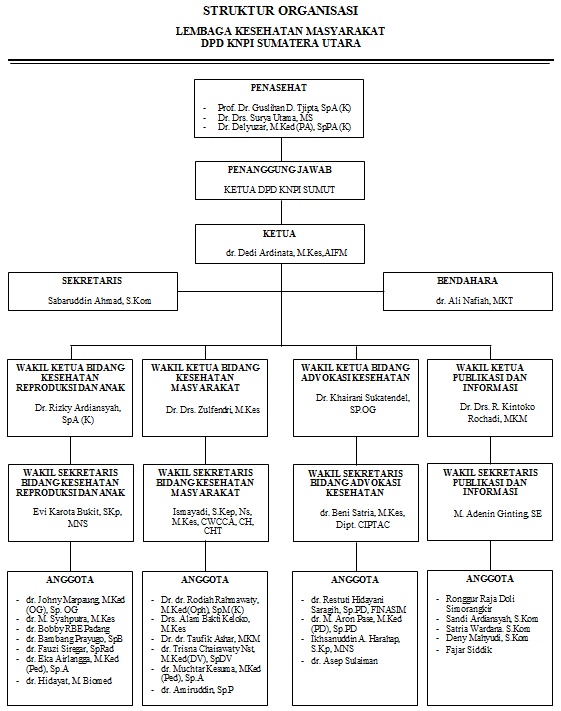 STRUKTUR ORGANISASI
LEMBAGA KESEHATAN MASYARAKAT
DPD KNPI SUMATERA UTARA
PENASEHAT
- Prof. Dr. Guslihan D. Tjipta, SpA (K)
- Dr. Drs. Surya Utama, MS
- Dr. Delyuzar, M.Ked (PA), SpPA (K)
PENANGGUNG JAWAB
KETUA DPD KNPI SUMUT
KETUA
dr. Dedi Ardinata, M.Kes,AIFM
SEKRETARIS
Sabaruddin Ahmad, S.Kom
BENDAHARA
dr. Ali Nafiah, MKT
WAKIL KETUA BIDANG
KESEHATAN
REPRODUKSI DAN ANAK
Dr. Rizky Ardiansyah,
SpA (K)
WAKIL KETUA BIDANG
KESEHATAN
MASYARAKAT
Dr. Drs. Zulfendri, M.Kes
WAKIL KETUA BIDANG
ADVOKASI KESEHATAN
Dr. Khairani Sukatendel,
SP.OG
WAKIL KETUA
PUBLIKASI DAN
INFORMASI
Dr. Drs. R. Kintoko
Rochadi, MKM
WAKIL SEKRETARIS
BIDANG KESEHATAN
REPRODUKSI DAN ANAK
Evi Karota Bukit, SKp,
MNS
WAKIL SEKRETARIS
BIDANG KESEHATAN
MASYARAKAT
Ismayadi, S.Kep, Ns,
M.Kes, CWCCA, CH,
CHT
WAKIL SEKRETARIS
BIDANG ADVOKASI
KESEHATAN
dr. Beni Satria, M.Kes,
Dipt. CIPTAC
WAKIL SEKRETARIS
PUBLIKASI DAN
INFORMASI
M. Adenin Ginting, SE
ANGGOTA
- dr. Johny Marpaung, M.Ked
(OG), Sp. OG
- dr. M. Syahputra, M.Kes
- dr. Bobby RBE Padang
- dr. Bambang Prayugo, SpB
- dr. Fauzi Siregar, SpRad
- dr. Eka Airlangga, M.Ked
(Ped), Sp.A
- dr. Hidayat, M. Biomed
ANGGOTA
- Dr. dr. Rodiah Rahmawaty,
M.Ked(Oph), SpM (K)
- Drs. Alam Bakti Keloko,
M.Kes
- Dr. dr. Taufik Ashar, MKM
- dr. Trisna Chairawaty Nst,
M.Ked(DV), SpDV
- dr. Muchtar Kesuma, MKed
(Ped), Sp.A
- dr. Amiruddin, Sp.P
ANGGOTA
- dr. Restuti Hidayani
Saragih, Sp.PD, FINASIM
- dr. M. Aron Pase, M.Ked
(PD), Sp.PD
- Ikhsanuddin A. Harahap,
S.Kp, MNS
- dr. Asep Sulaiman
ANGGOTA
- Ronggur Raja Doli
Simorangkir
- Sandi Ardiansyah, S.Kom
- Satria Wardana. S.Kom
- Deny Mahyudi, S.Kom
- Fajar Siddik